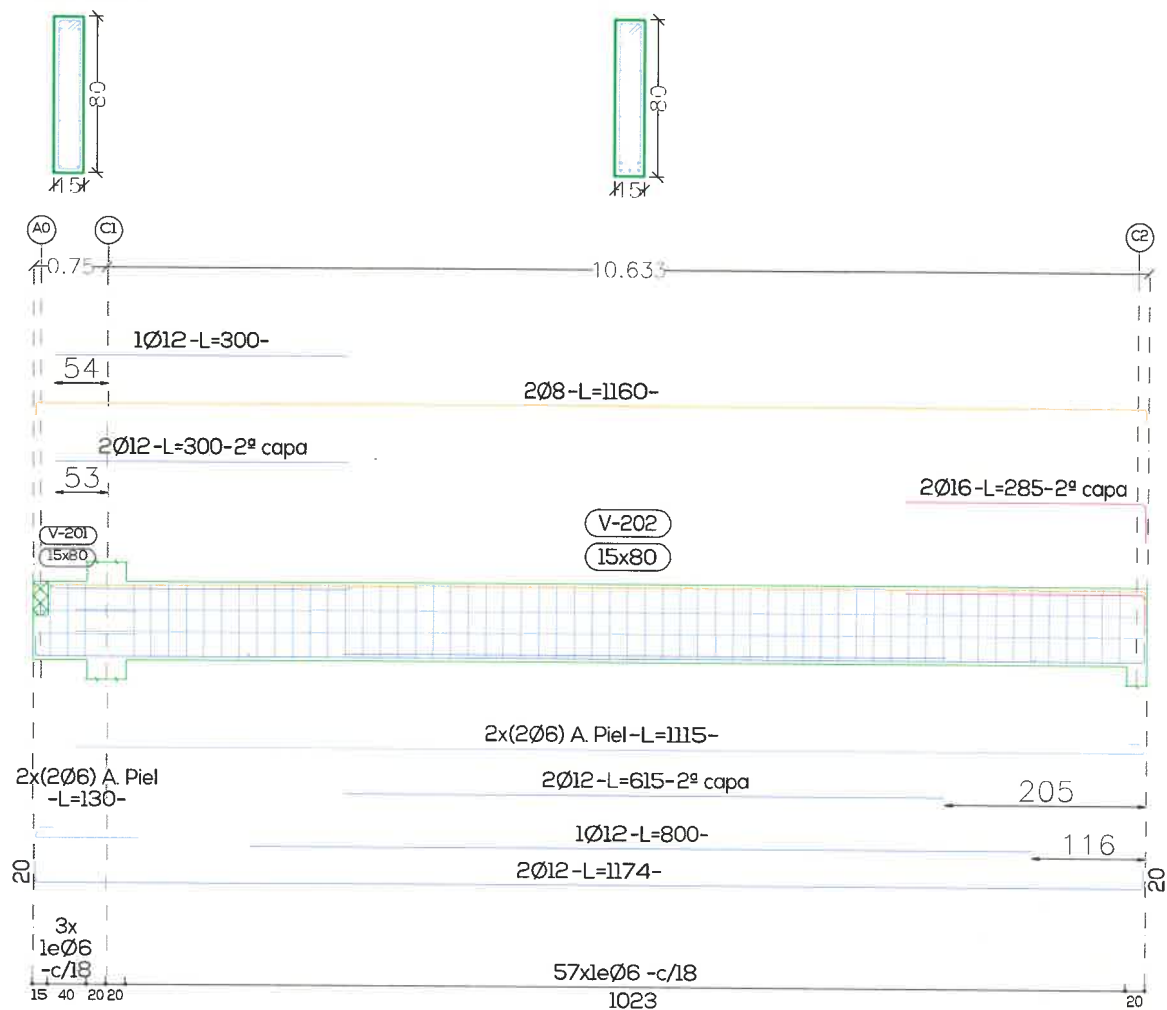 80
80
15
15
A0
C1
C2
0.75
10.633
1Ø12-L=300-
54
2Ø8-L=1160-
2Ø12-L=300-2ª capa
53
2Ø16-L=285-2ª capa
V-201
15x80
V-202
15x80
2x(2Ø6) A. Piel-L=1115-
2x(2Ø6) A. Piel
-L=130-
2Ø12-L=615-2ª capa
205
1Ø12-L=800-
116
20
2Ø12-L=1174-
20
3x
1eØ6
-c/18
57x1eØ6 -c/18
15 40 20 20
1023
20